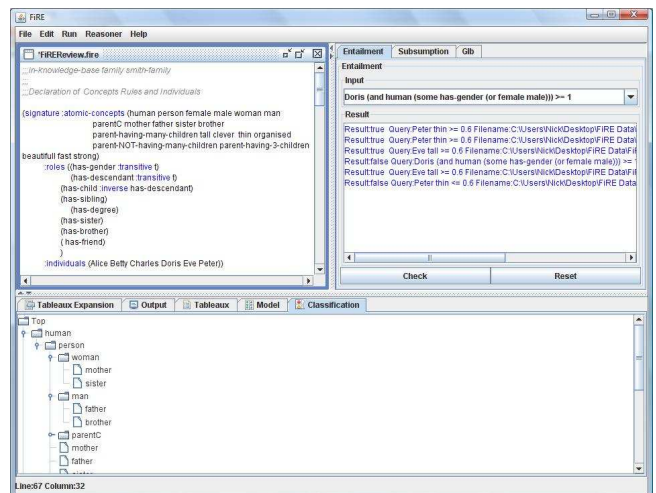 FiRE
File Edit Run Reasoner Help
*FiREReview.fire
;;;in-knowledge-base family smith-family
;;;
;;;Declaration of Concepts Rules and Individuals
(signature :atomic-concepts (human person female male woman man
parentC mother father sister brother
parent-having-many-children tall clever thin organised
parent-NOT-having-many-children parent-having-3-children
beautifull fast strong)
:roles ((has-gender :transitive t)
(has-descendant :transitive t)
(has-child :inverse has-descendant)
(has-sibling)
(has-degree)
(has-sister)
(has-brother)
( has-friend)
)
:individuals (Alice Betty Charles Doris Eve Peter))
Entailment Subsumption Glb
Entailment
Input
Doris (and human (some has-gender (or female male))) >= 1
Result
Result:true Query:Peter thin >= 0.6 Filename:C:\Users\Nick\Desktop\FiRE Data\
Result:true Query:Peter thin >= 0.6 Filename:C:\Users\Nick\Desktop\FiRE Data\
Result:true Query:Eve tall >= 0.6 Filename:C:\Users\Nick\Desktop\FiRE Data\FiF
Result:false Query:Doris (and human (some has-gender (or female male))) >= 1
Result:true Query:Eve tall >= 0.6 Filename:C:\Users\Nick\Desktop\FiRE Data\FiF
Result:false Query:Peter thin <= 0.6 Filename:C:\Users\Nick\Desktop\FiRE Data
Check Reset
Tableaux Expansion Output Tableaux Model Classification
Top
human
person
woman
mother
sister
man
father
brother
parentC
mother
father
Line:67 Column:32